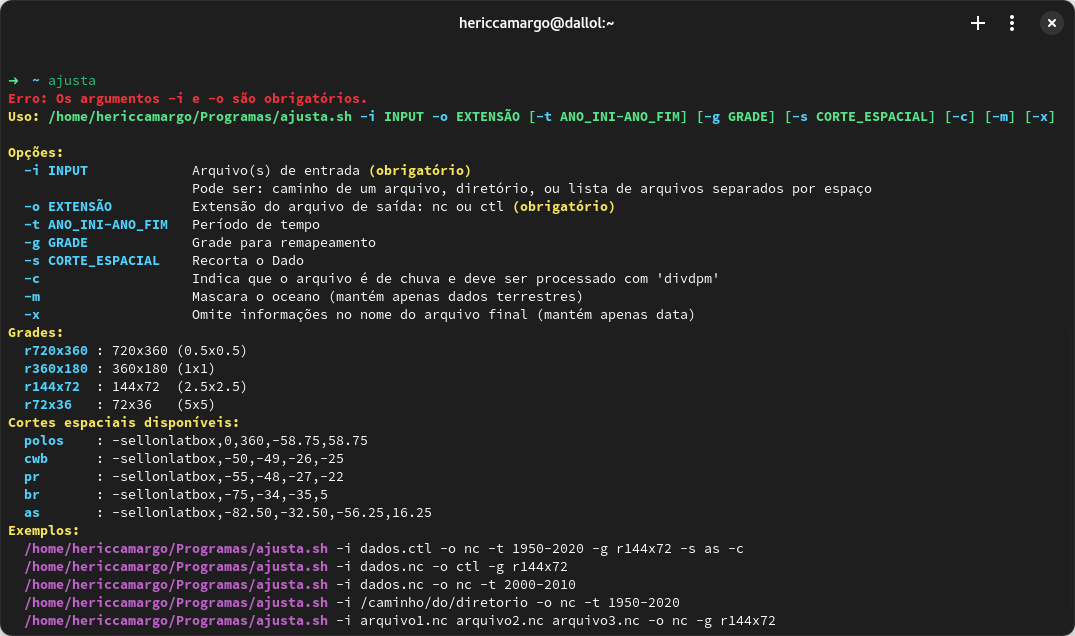 hericcamargo@dallol:~
➜  ~ ajusta
Erro: Os argumentos -i e -o são obrigatórios.
Uso: /home/hericcamargo/Programas/ajusta.sh -i INPUT -o EXTENSÃO [-t ANO_INI-ANO_FIM] [-g GRADE] [-s CORTE_ESPACIAL] [-c] [-m] [-x]
Opções:
  -i INPUT             Arquivo(s) de entrada (obrigatório)
                       Pode ser: caminho de um arquivo, diretório, ou lista de arquivos separados por espaço
  -o EXTENSÃO          Extensão do arquivo de saída: nc ou ctl (obrigatório)
  -t ANO_INI-ANO_FIM   Período de tempo
  -g GRADE             Grade para remapeamento
  -s CORTE_ESPACIAL    Recorta o Dado
  -c                   Indica que o arquivo é de chuva e deve ser processado com 'divdpm'
  -m                   Mascara o oceano (mantém apenas dados terrestres)
  -x                   Omite informações no nome do arquivo final (mantém apenas data)
Grades:
  r720x360 : 720x360 (0.5x0.5)
  r360x180 : 360x180 (1x1)
  r144x72  : 144x72  (2.5x2.5)
  r72x36   : 72x36   (5x5)
Cortes espaciais disponíveis:
  polos    : -sellonlatbox,0,360,-58.75,58.75
  cwb      : -sellonlatbox,-50,-49,-26,-25
  pr       : -sellonlatbox,-55,-48,-27,-22
  br       : -sellonlatbox,-75,-34,-35,5
  as       : -sellonlatbox,-82.50,-32.50,-56.25,16.25
Exemplos:
  /home/hericcamargo/Programas/ajusta.sh -i dados.ctl -o nc -t 1950-2020 -g r144x72 -s as -c
  /home/hericcamargo/Programas/ajusta.sh -i dados.nc -o ctl -g r144x72
  /home/hericcamargo/Programas/ajusta.sh -i dados.nc -o nc -t 2000-2010
  /home/hericcamargo/Programas/ajusta.sh -i /caminho/do/diretorio -o nc -t 1950-2020
  /home/hericcamargo/Programas/ajusta.sh -i arquivo1.nc arquivo2.nc arquivo3.nc -o nc -g r144x72